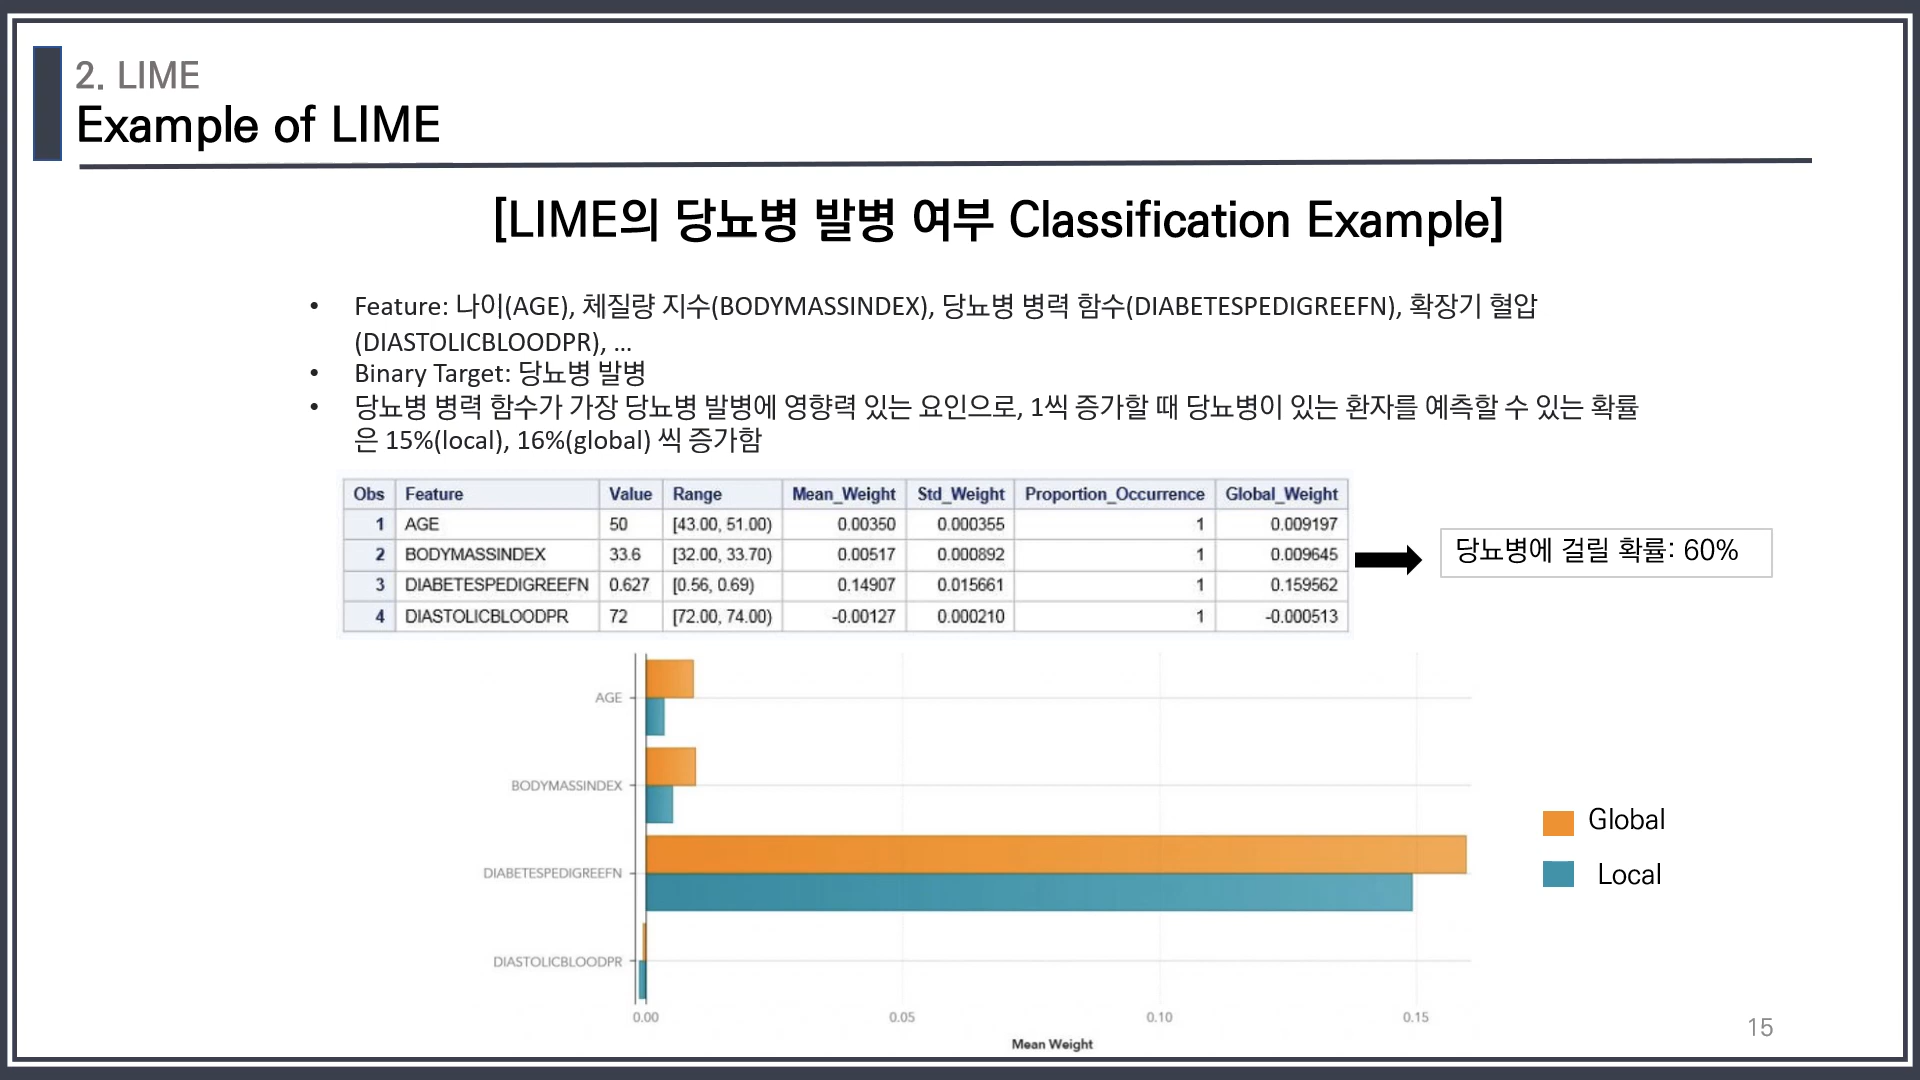 2. LIME
Example of LIME
[LIME의 당뇨병 발병 여부 Classification Example]
• Feature: 나이(AGE), 체질량 지수(BODYMASSINDEX), 당뇨병 병력 함수(DIABETESPEDIGREEFN), 확장기 혈압
(DIASTOLICBLOODPR), …
• Binary Target: 당뇨병 발병
• 당뇨병 병력 함수가 가장 당뇨병 발병에 영향력 있는 요인으로, 1씩 증가할 때 당뇨병이 있는 환자를 예측할 수 있는 확률
은 15%(local), 16%(global) 씩 증가함
Obs Feature Value Range Mean_Weight Std_Weight Proportion_Occurrence Global_Weight
1 AGE 50 [43.00, 51.00) 0.00350 0.000355 1 0.009197
2 BODYMASSINDEX 33.6 [32.00, 33.70) 0.00517 0.000892 1 0.009645
3 DIABETESPEDIGREEFN 0.627 [0.56, 0.69) 0.14907 0.015661 1 0.159562
4 DIASTOLICBLOODPR 72 [72.00, 74.00) -0.00127 0.000210 1 -0.000513
당뇨병에 걸릴 확률: 60%
AGE
BODYMASSINDEX
DIABETESPEDIGREEFN
DIASTOLICBLOODPR
0.00 0.05 0.10 0.15
Mean Weight
Global
Local
15